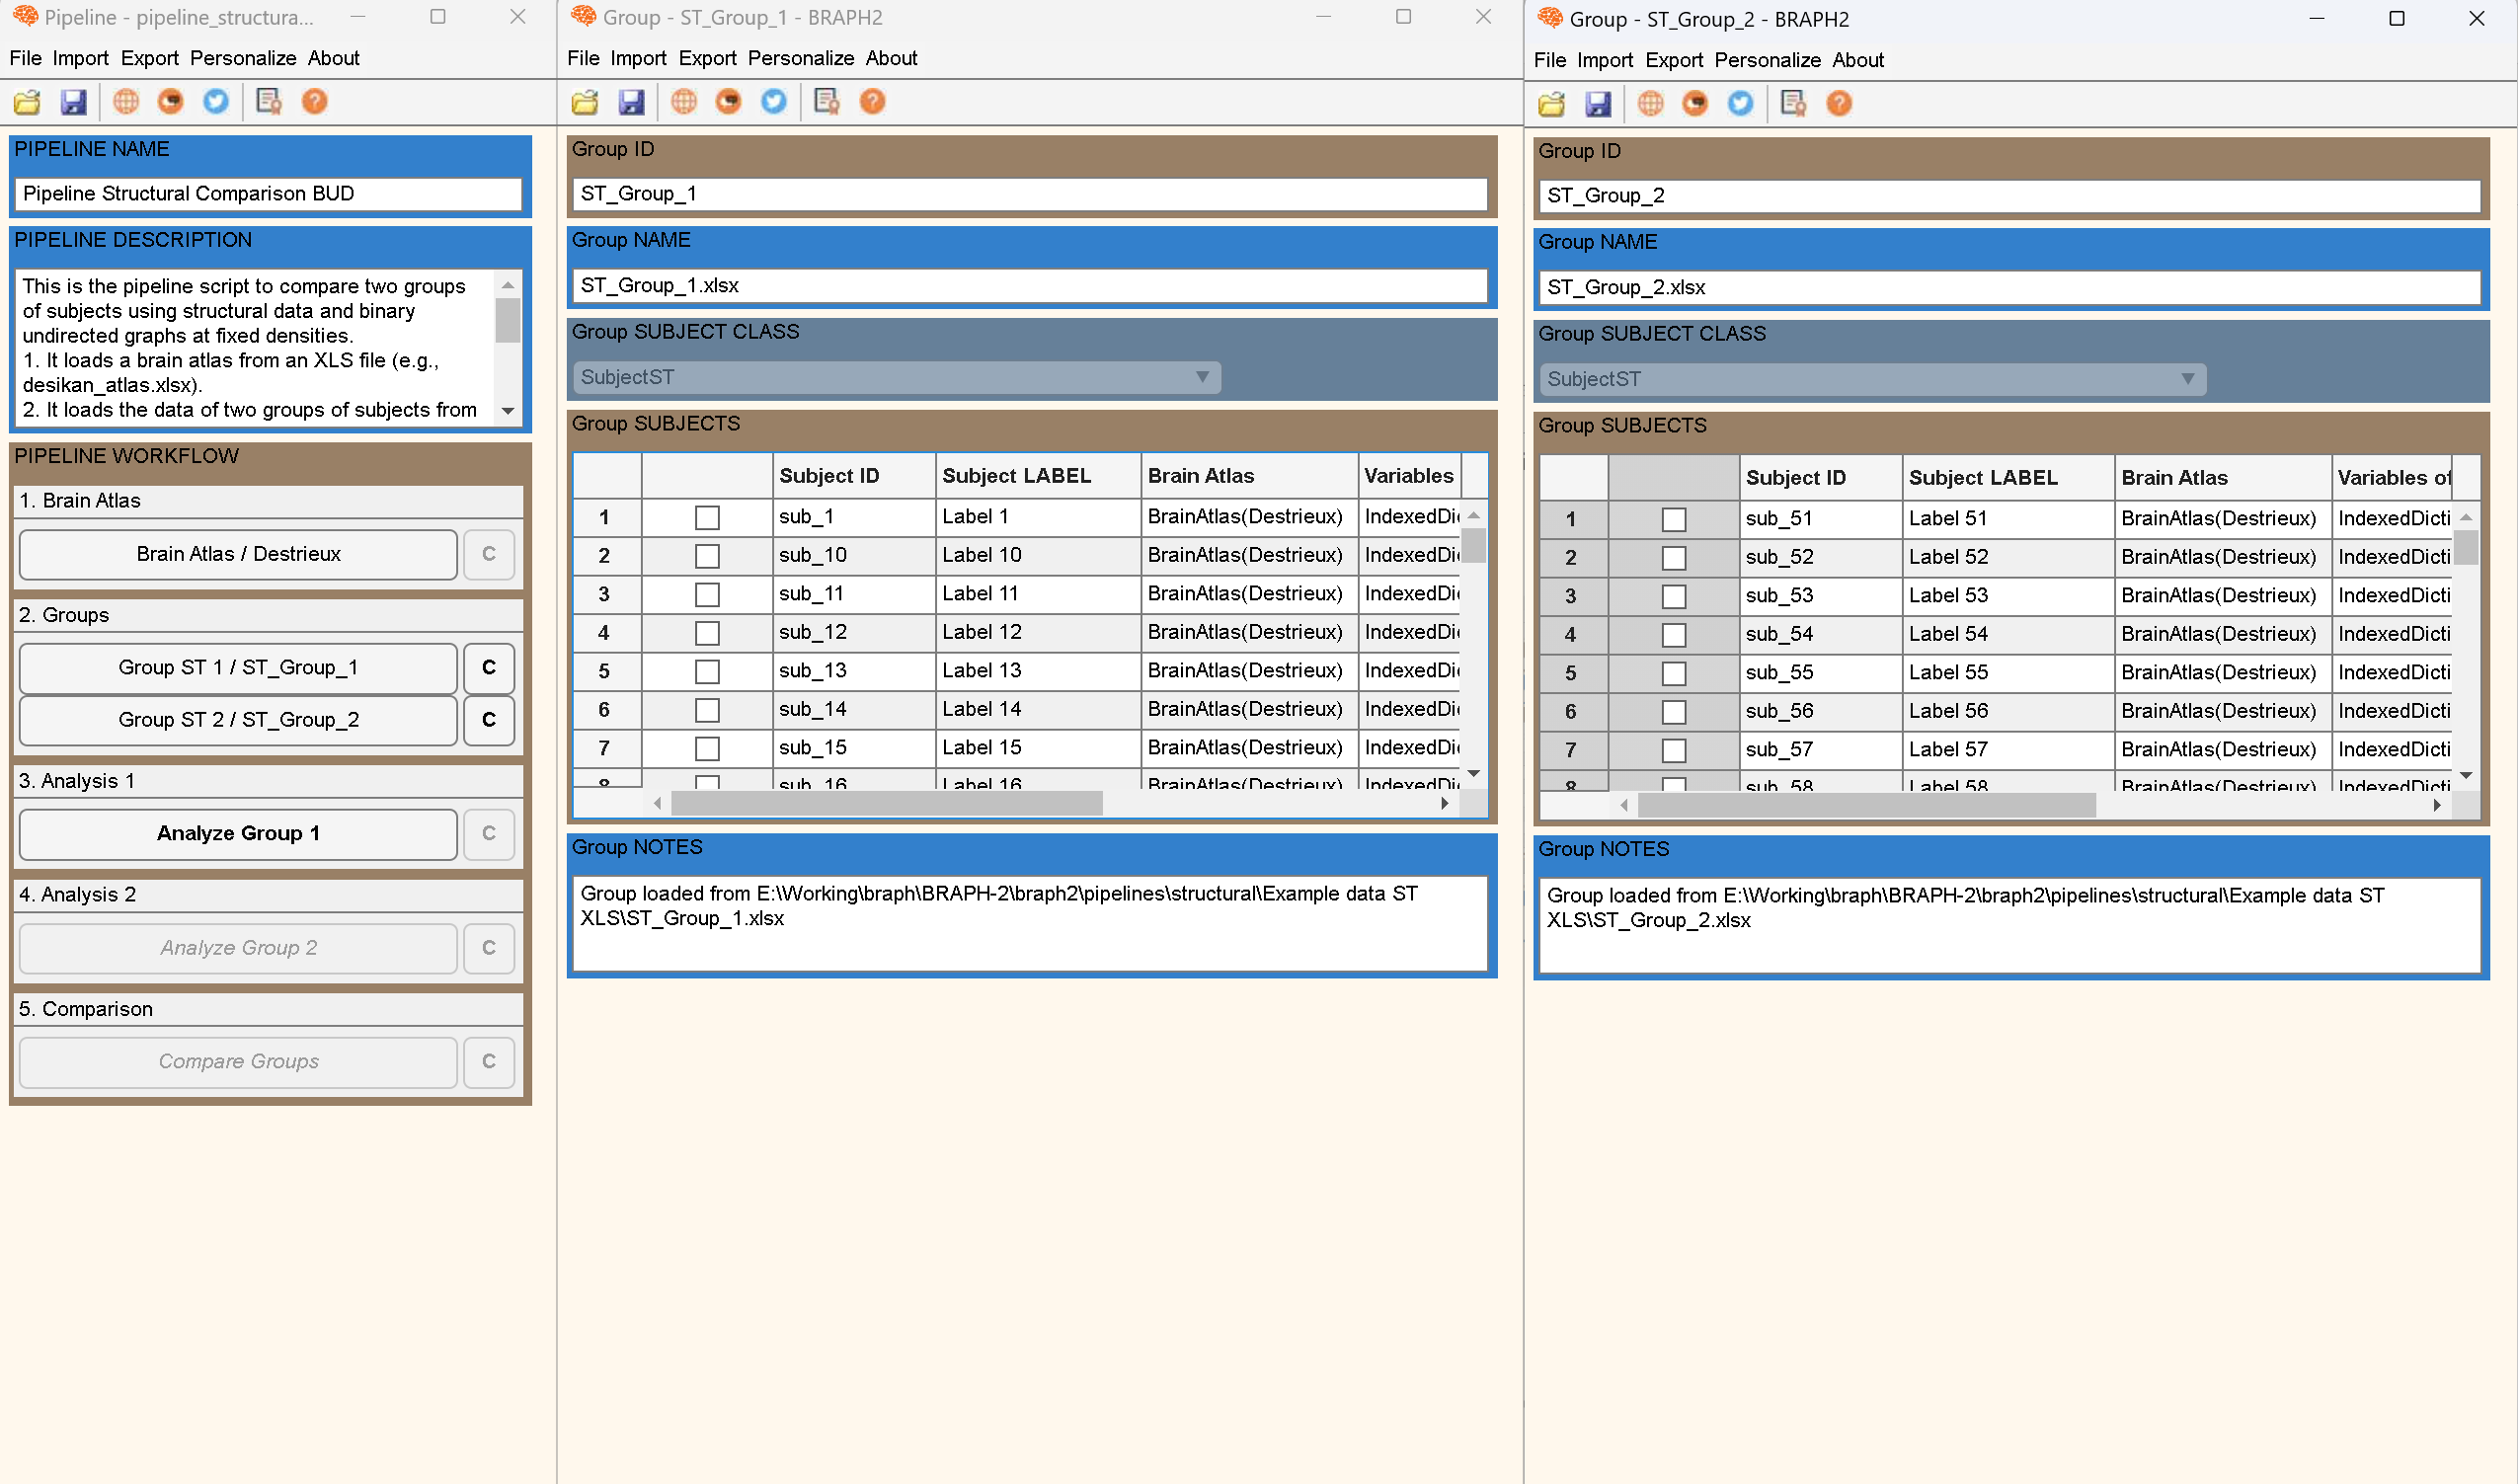 Pipeline - pipeline_structura...
File Import Export Personalize About
PIPELINE NAME
Pipeline Structural Comparison BUD
PIPELINE DESCRIPTION
This is the pipeline script to compare two groups
of subjects using structural data and binary
undirected graphs at fixed densities.
1. It loads a brain atlas from an XLS file (e.g.,
desikan_atlas.xlsx).
2. It loads the data of two groups of subjects from
PIPELINE WORKFLOW
1. Brain Atlas
Brain Atlas / Destrieux C
2. Groups
Group ST 1 / ST_Group_1 C
Group ST 2 / ST_Group_2 C
3. Analysis 1
Analyze Group 1 C
4. Analysis 2
Analyze Group 2 C
5. Comparison
Compare Groups C
Group - ST_Group_1 - BRAPH2
File Import Export Personalize About
Group ID
ST_Group_1
Group NAME
ST_Group_1.xlsx
Group SUBJECT CLASS
SubjectST
Group SUBJECTS
Subject ID Subject LABEL Brain Atlas Variables
1 sub_1 Label 1 BrainAtlas(Destrieux) IndexedDi
2 sub_10 Label 10 BrainAtlas(Destrieux) IndexedDi
3 sub_11 Label 11 BrainAtlas(Destrieux) IndexedDi
4 sub_12 Label 12 BrainAtlas(Destrieux) IndexedDi
5 sub_13 Label 13 BrainAtlas(Destrieux) IndexedDi
6 sub_14 Label 14 BrainAtlas(Destrieux) IndexedDi
7 sub_15 Label 15 BrainAtlas(Destrieux) IndexedDi
8 sub_16 Label 16 BrainAtlas(Destrieux) IndexedDi
Group NOTES
Group loaded from E:\Working\braph\BRAPH-2\braph2\pipelines\structural\Example data ST
XLS\ST_Group_1.xlsx
Group - ST_Group_2 - BRAPH2
File Import Export Personalize About
Group ID
ST_Group_2
Group NAME
ST_Group_2.xlsx
Group SUBJECT CLASS
SubjectST
Group SUBJECTS
Subject ID Subject LABEL Brain Atlas Variables of
1 sub_51 Label 51 BrainAtlas(Destrieux) IndexedDicti
2 sub_52 Label 52 BrainAtlas(Destrieux) IndexedDicti
3 sub_53 Label 53 BrainAtlas(Destrieux) IndexedDicti
4 sub_54 Label 54 BrainAtlas(Destrieux) IndexedDicti
5 sub_55 Label 55 BrainAtlas(Destrieux) IndexedDicti
6 sub_56 Label 56 BrainAtlas(Destrieux) IndexedDicti
7 sub_57 Label 57 BrainAtlas(Destrieux) IndexedDicti
8 sub_58 Label 58 BrainAtlas(Destrieux) IndexedDicti
Group NOTES
Group loaded from E:\Working\braph\BRAPH-2\braph2\pipelines\structural\Example data ST
XLS\ST_Group_2.xlsx